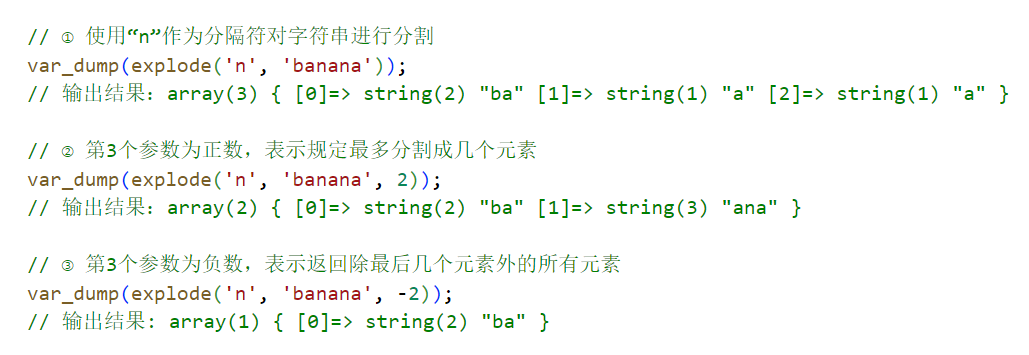 // ① 使用“n”作为分隔符对字符串进行分割
var_dump(explode('n', 'banana'));
// 输出结果：array(3) { [0]=> string(2) "ba" [1]=> string(1) "a" [2]=> string(1) "a" }
// ② 第3个参数为正数，表示规定最多分割成几个元素
var_dump(explode('n', 'banana', 2));
// 输出结果：array(2) { [0]=> string(2) "ba" [1]=> string(3) "ana" }
// ③ 第3个参数为负数，表示返回除最后几个元素外的所有元素
var_dump(explode('n', 'banana', -2));
// 输出结果: array(1) { [0]=> string(2) "ba" }